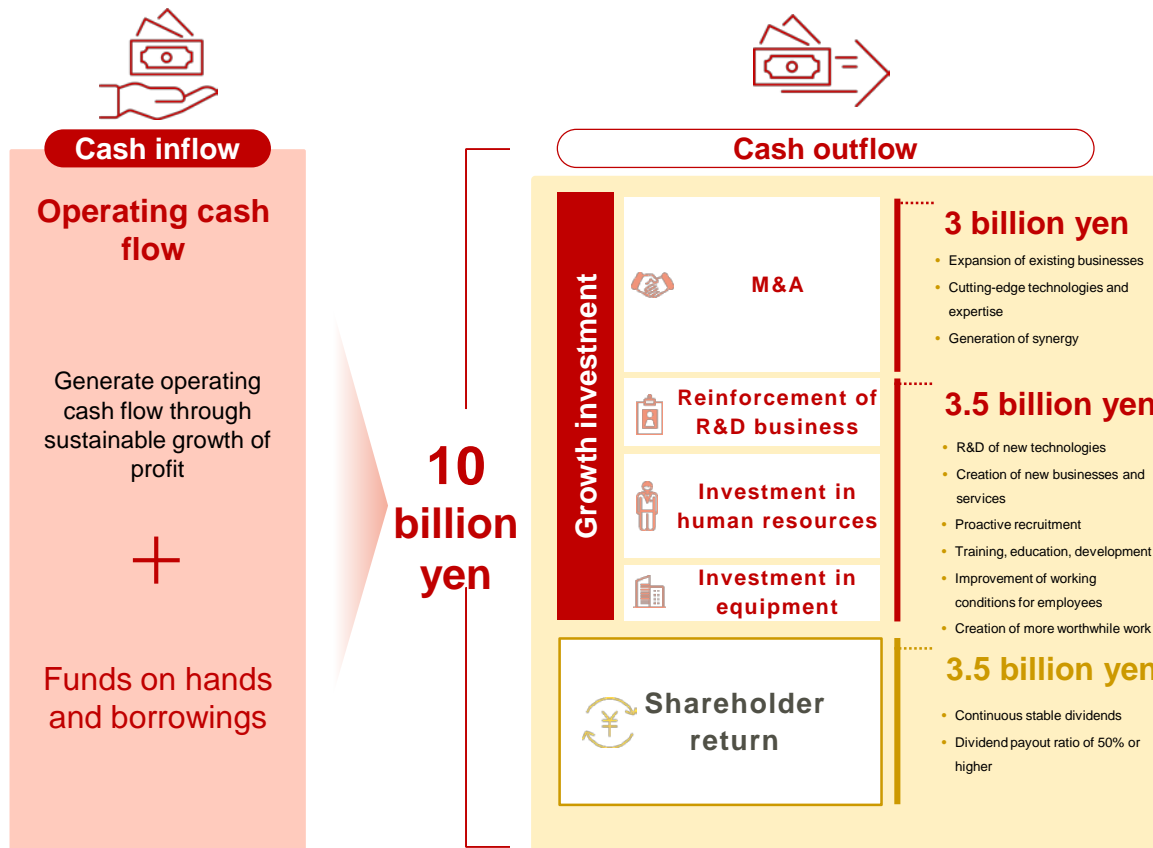 Cash inflow
Operating cash
flow
Generate operating
cash flow through
sustainable growth of
profit
+
Funds on hands
and borrowings
10
billion
yen
Cash outflow
Growth investment
M&A
3 billion yen
• Expansion of existing businesses
• Cutting-edge technologies and
expertise
• Generation of synergy
Reinforcement of
R&D business
Investment in
human resources
Investment in
equipment
3.5 billion yen
• R&D of new technologies
• Creation of new businesses and
services
• Proactive recruitment
• Training, education, development
• Improvement of working
conditions for employees
• Creation of more worthwhile work
¥
Shareholder
return
3.5 billion yen
• Continuous stable dividends
• Dividend payout ratio of 50% or
higher